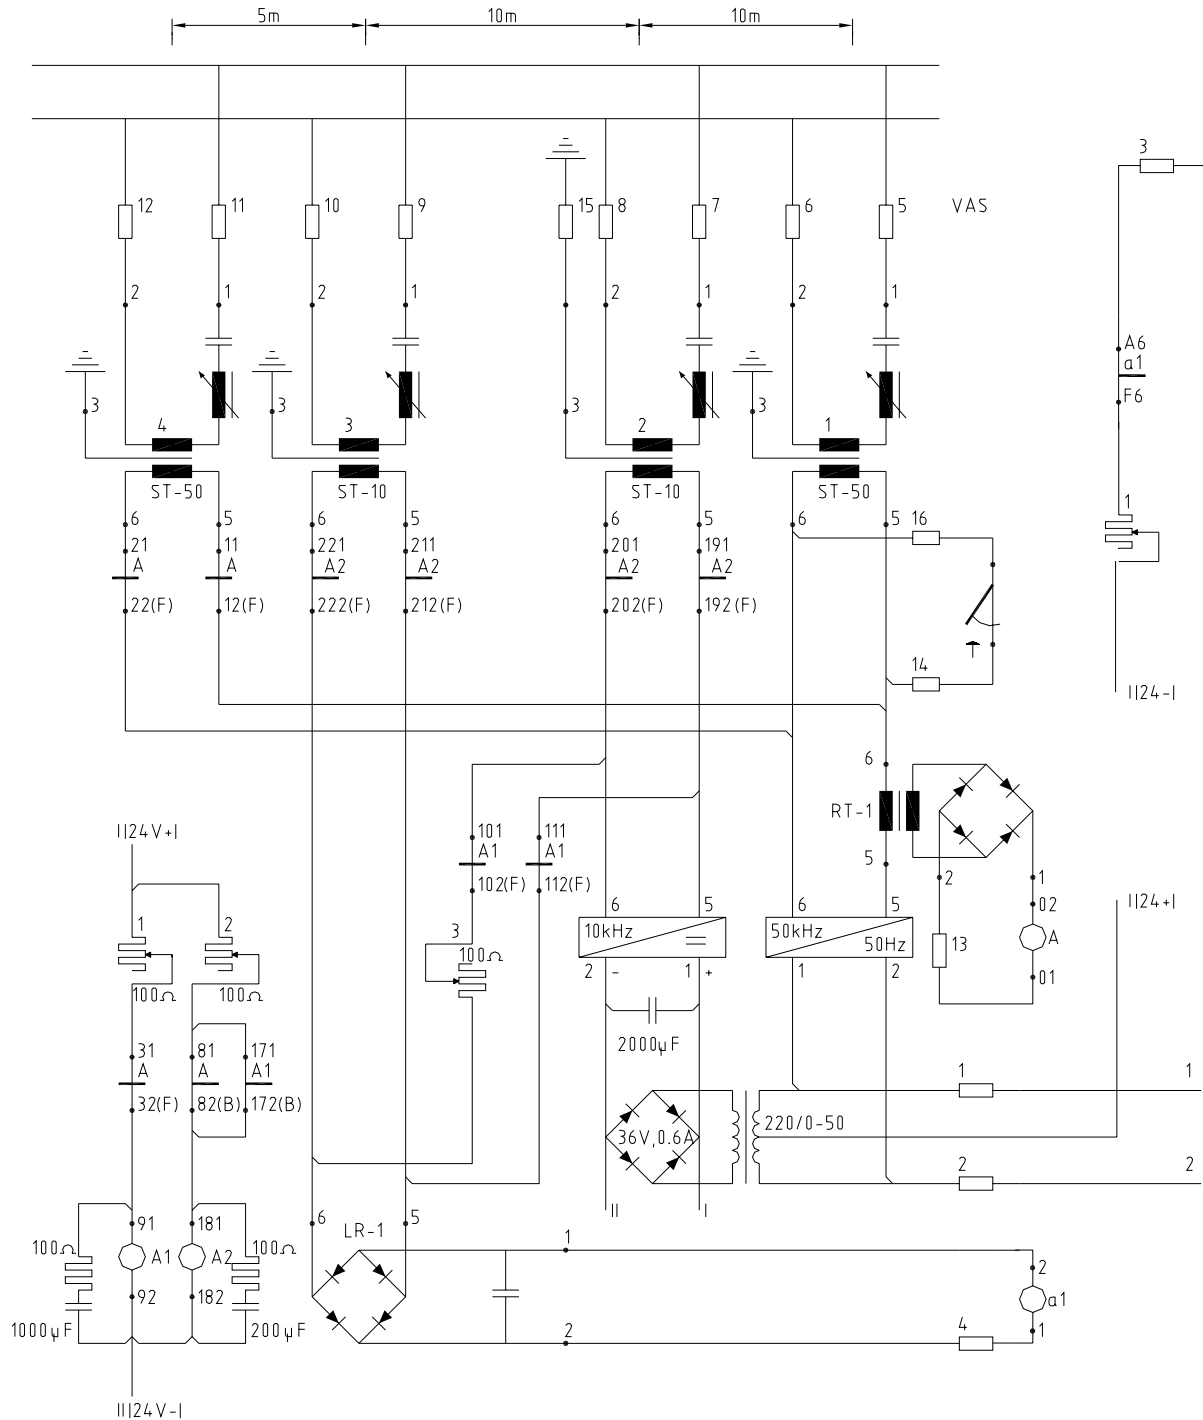 5m 10m 10m
3
12 11 10 9 15 8 7 6 5 VAS
2 1 2 1 2 1 2 1
A6
a1
F6
3 3 3 3
4 3 2 1
ST-50 ST-10 ST-10 ST-50
1
6 5 6 5 6 5 6 5 16
21 11 221 211 201 191
A A A2 A2 A2 A2
22(F) 12(F) 222(F) 212(F) 202(F) 192(F)
14
II24-I
6
RT-1
II24V+I 101 111
A1 A1
5
102(F) 112(F) 2 1
6 5 6 5 02 II24+I
1 2 3 10kHz 50kHz A
100Ω 50Hz 13
2 - 1 + 1 2 01
100Ω 100Ω
2000µF
31 81 171
A A A1 1 1
32(F) 82(B) 172(B)
220/0-50
36V,0.6A
2 2
II I
91 181 6 5
LR-1 1
100Ω A1 A2 100Ω
2
92 182 a1
1000µF 200µF 2 4 1
III24V-I